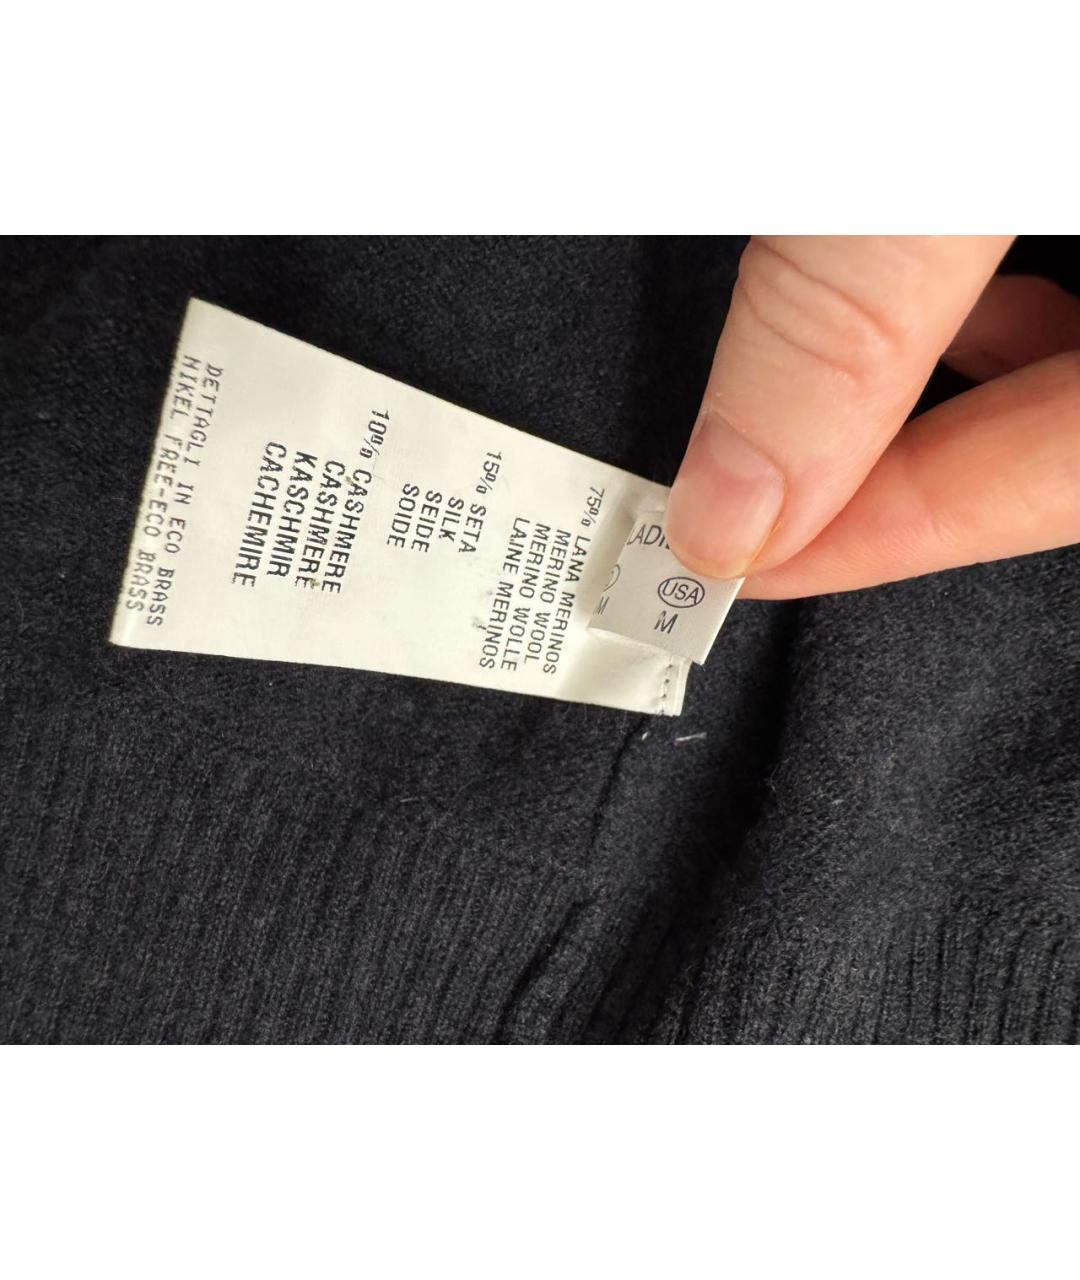 USA
M
M
75% LANA MERINOS
MERINO WOOL
MERINO WOLLE
LAINE MERINOS
15% SETA
SILK
SEIDE
SOIDE
10% CASHMERE
CASHMERE
KASCHMIR
CACHEMIRE
DETTAGLI IN ECO BRASS
NIKEL FREE-ECO BRASS